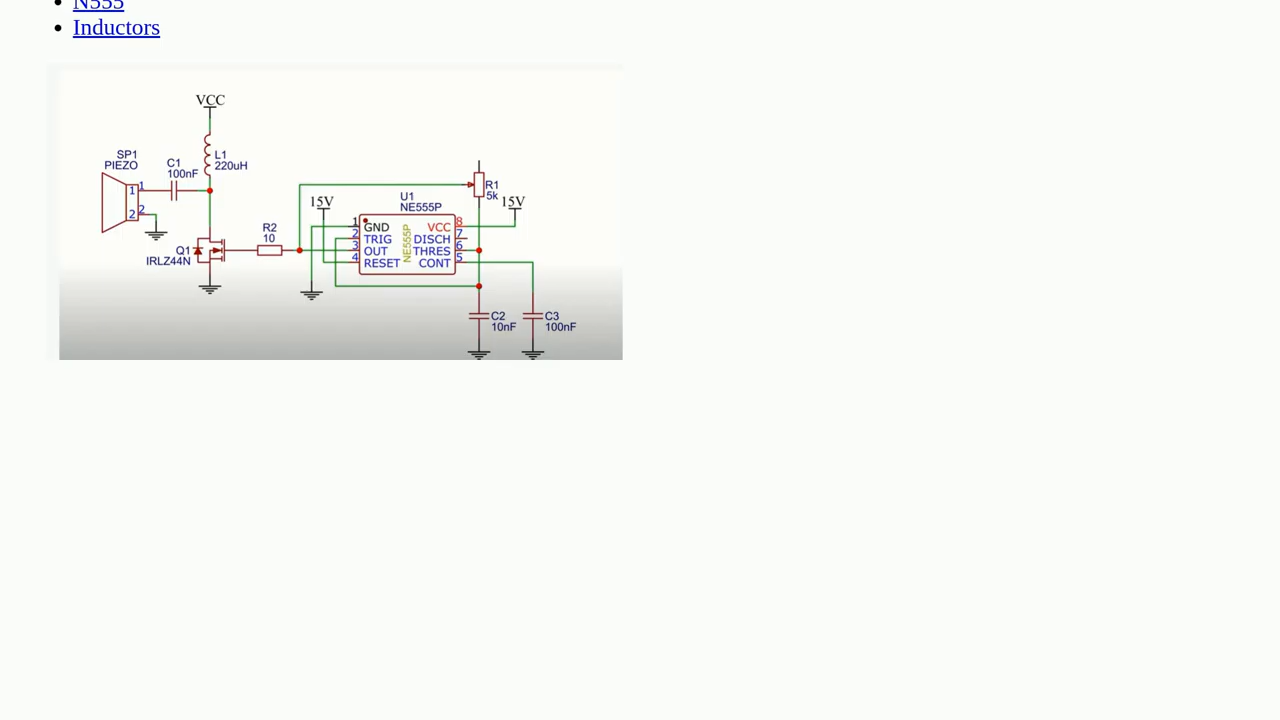 N555
Inductors
VCC
SP1
PIEZO
C1
100nF
L1
220uH
1 1
2 2
Q1
IRLZ44N
R2
10
15V
U1
NE555P
R1
5k
15V
1 GND VCC 8
2 TRIG DISCH 7
3 OUT THRES 6
4 RESET CONT 5
NE555P
C2
10nF
C3
100nF